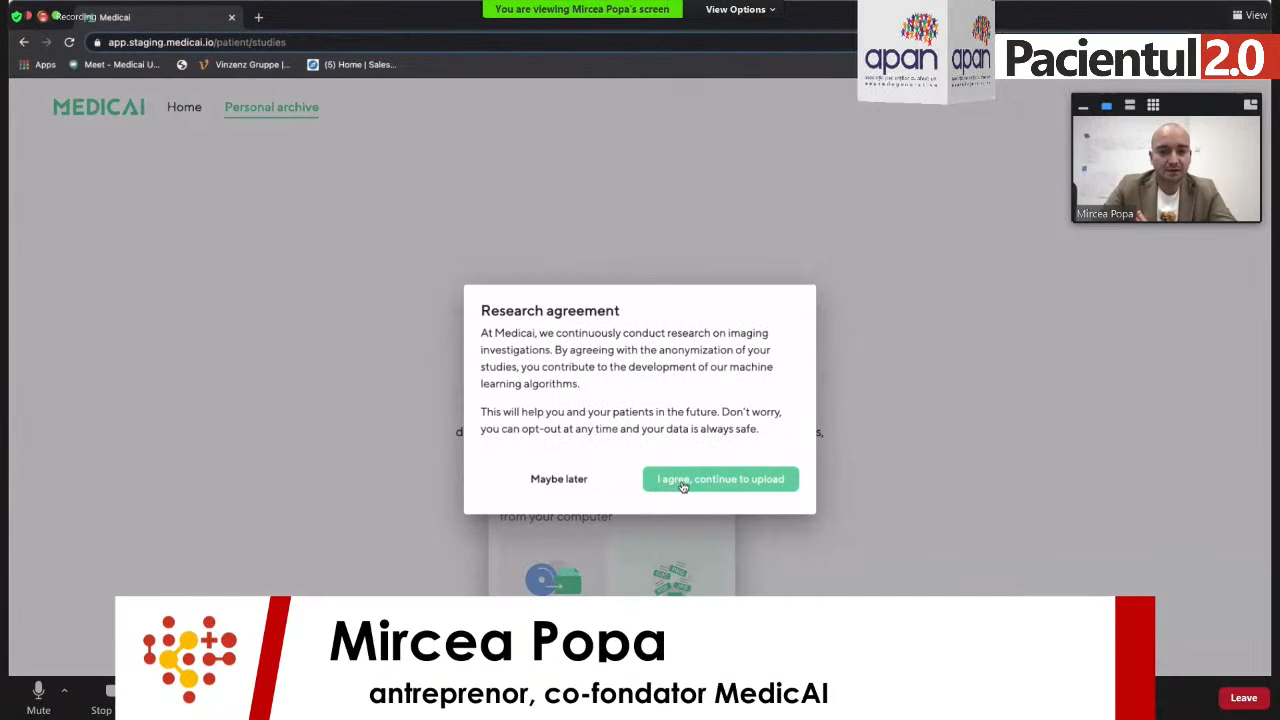 Recording
Medicai
You are viewing Mircea Popa's screen
View Options
View
app.staging.medicai.io/patient/studies
Apps
Meet - Medicai U...
Vinzenz Gruppe |...
(5) Home | Sales...
apan
apan
Pacientul 2.0
MEDICAI
Home
Personal archive
Mircea Popa
Research agreement
At Medicai, we continuously conduct research on imaging
investigations. By agreeing with the anonymization of your
studies, you contribute to the development of our machine
learning algorithms.
This will help you and your patients in the future. Don't worry,
you can opt-out at any time and your data is always safe.
Maybe later
I agree, continue to upload
from your computer
Mircea Popa
antreprenor, co-fondator MedicAI
Mute
Stop
Leave